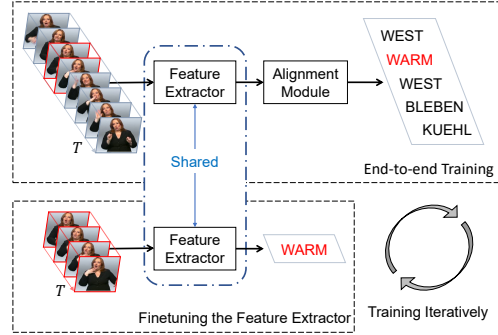 WEST
WARM
WEST
BLEBEN
KUEHL
Feature
Extractor
Alignment
Module
T
Shared
End-to-end Training
Feature
Extractor
WARM
T
Finetuning the Feature Extractor
Training Iteratively